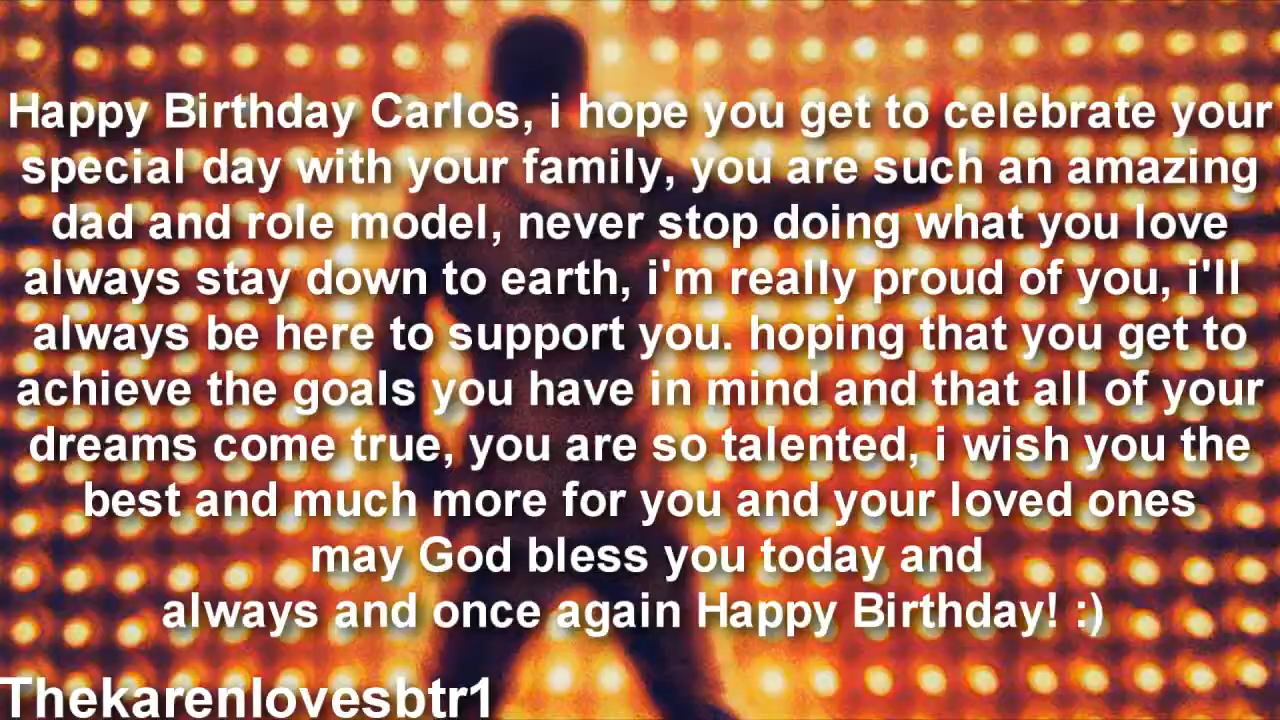 Happy Birthday Carlos, i hope you get to celebrate your
special day with your family, you are such an amazing
dad and role model, never stop doing what you love
always stay down to earth, i'm really proud of you, i'll
always be here to support you. hoping that you get to
achieve the goals you have in mind and that all of your
dreams come true, you are so talented, i wish you the
best and much more for you and your loved ones
may God bless you today and
always and once again Happy Birthday! :)
Thekarenlovesbtr1